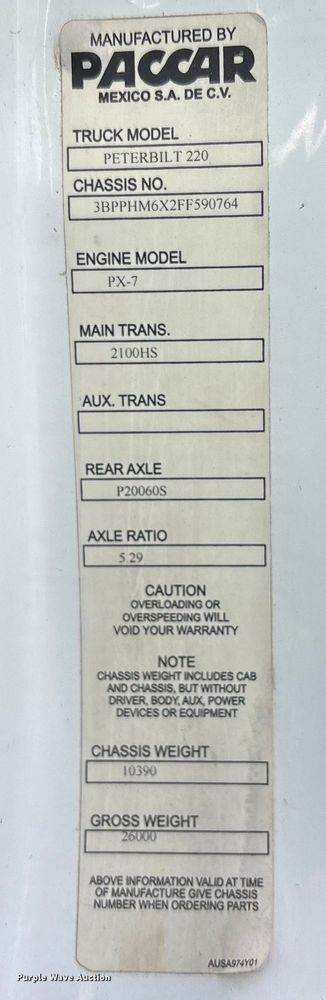 MANUFACTURED BY
PACCAR
MEXICO S.A. DE C.V.
TRUCK MODEL
PETERBILT 220
CHASSIS NO.
3BPPHM6X2FF590764
ENGINE MODEL
PX-7
MAIN TRANS.
2100HS
AUX. TRANS
REAR AXLE
P20060S
AXLE RATIO
5.29
CAUTION
OVERLOADING OR
OVERSPEEDING WILL
VOID YOUR WARRANTY
NOTE
CHASSIS WEIGHT INCLUDES CAB
AND CHASSIS, BUT WITHOUT
DRIVER, BODY, AUX, POWER
DEVICES OR EQUIPMENT
CHASSIS WEIGHT
10390
GROSS WEIGHT
26000
ABOVE INFORMATION VALID AT TIME
OF MANUFACTURE GIVE CHASSIS
NUMBER WHEN ORDERING PARTS
AUSA974Y01
Purple Wave Auction